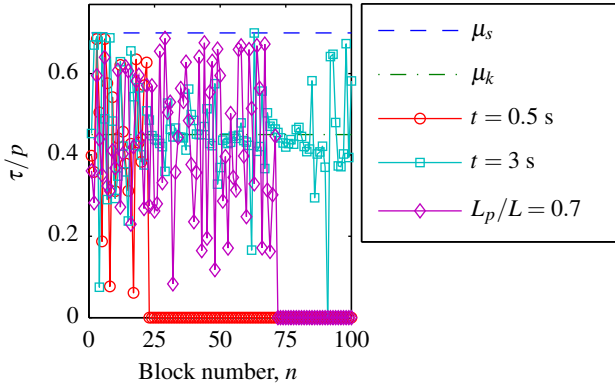 0.6
0.4
0.2
0
τ/p
0 25 50 75 100
Block number, n
μs
μk
t = 0.5 s
t = 3 s
Lp/L = 0.7